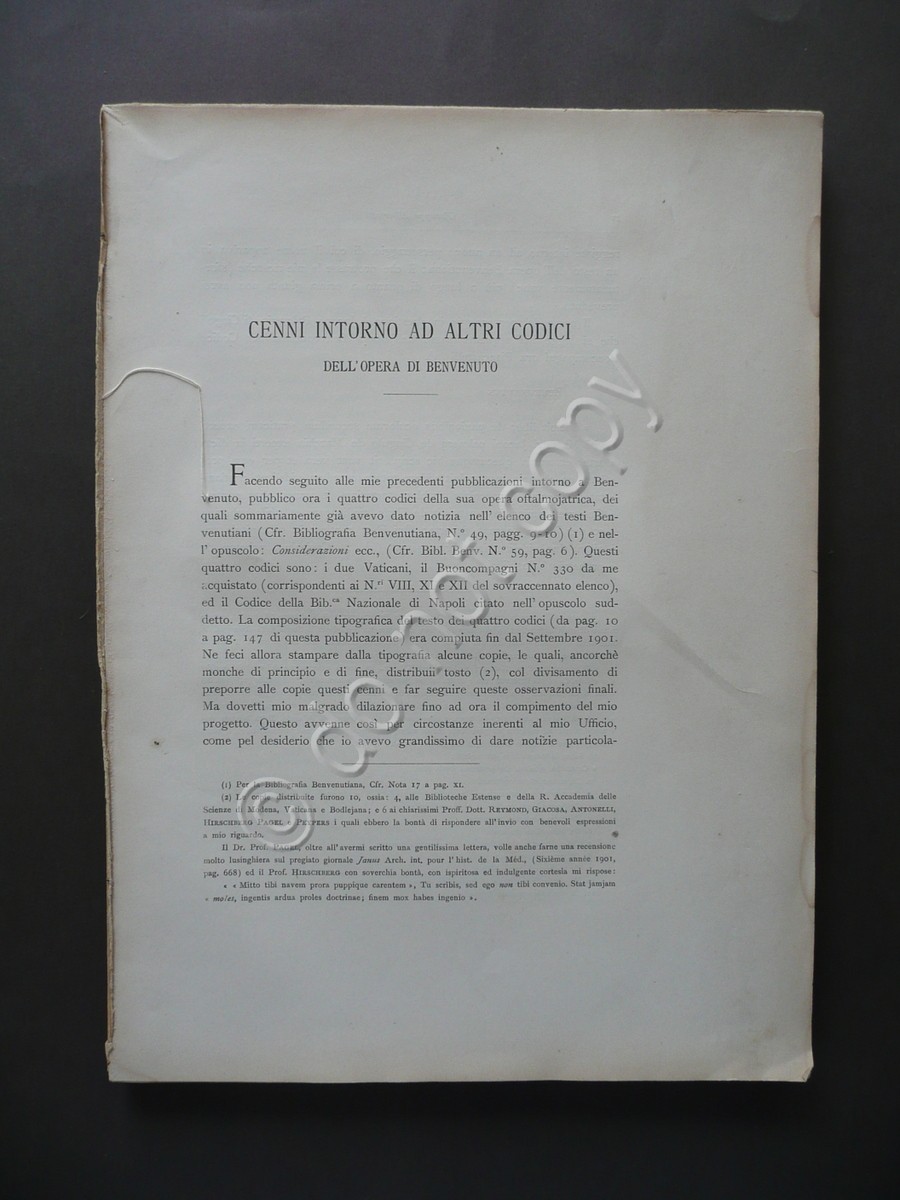 CENNI INTORNO AD ALTRI CODICI
DELL'OPERA DI BENVENUTO
Facendo seguito alle mie precedenti pubblicazioni intorno a Ben-
venuto, pubblico ora i quattro codici della sua opera oftalmojatrica, dei
quali sommariamente già avevo dato notizia nell' elenco dei testi Ben-
venutiani (Cfr. Bibliografia Benvenutiana, N.° 49, pagg. 9-10) (1) e nel-
l' opuscolo: Considerazioni ecc., (Cfr. Bibl. Benv. N.° 59, pag. 6). Questi
quattro codici sono: i due Vaticani, il Buoncompagni N.° 330 da me
acquistato (corrispondenti ai N.ri VIII, XI e XII del sovraccennato elenco),
ed il Codice della Bib.ca Nazionale di Napoli citato nell' opuscolo sud-
detto. La composizione tipografica del testo dei quattro codici (da pag. 10
a pag. 147 di questa pubblicazione) era compiuta fin dal Settembre 1901.
Ne feci allora stampare dalla tipografia alcune copie, le quali, ancorchè
monche di principio e di fine, distribuii tosto (2), col divisamento di
preporre alle copie questi cenni e far seguire queste osservazioni finali.
Ma dovetti mio malgrado dilazionare fino ad ora il compimento del mio
progetto. Questo avvenne così per circostanze inerenti al mio Ufficio,
come pel desiderio che io avevo grandissimo di dare notizie particola-
(1) Per la Bibliografia Benvenutiana, Cfr. Nota 17 a pag. XI.
(2) Le copie distribuite furono 10, ossia: 4, alle Biblioteche Estense e della R. Accademia delle
Scienze di Modena, Vaticana e Bodlejana; e 6 ai chiarissimi Proff. Dott. REYMOND, GIACOSA, ANTONELLI,
HIRSCHBERG PAGEL e PEYPERS i quali ebbero la bontà di rispondere all'invio con benevoli espressioni
a mio riguardo.
Il Dr. Prof. PAGEL, oltre all'avermi scritto una gentilissima lettera, volle anche farne una recensione
molto lusinghiera sul pregiato giornale Janus Arch. int. pour l'hist. de la Méd., (Sixième année 1901,
pag. 668) ed il Prof. HIRSCHBERG con soverchia bontà, con ispiritosa ed indulgente cortesia mi rispose:
« « Mitto tibi navem prora puppique carentem », Tu scribis, sed ego non tibi convenio. Stat jamjam
« moles, ingentis ardua proles doctrinae; finem mox habes ingenio ».
© do not copy